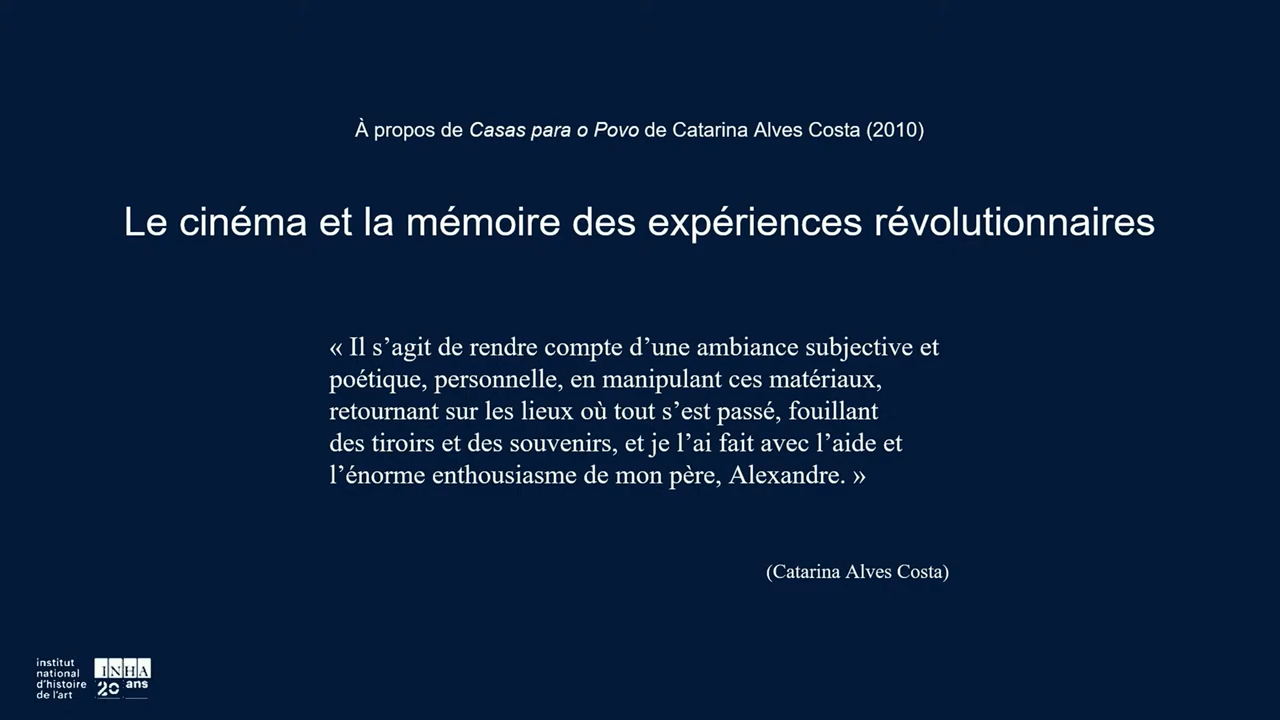 À propos de Casas para o Povo de Catarina Alves Costa (2010)
Le cinéma et la mémoire des expériences révolutionnaires
« Il s’agit de rendre compte d’une ambiance subjective et
poétique, personnelle, en manipulant ces matériaux,
retournant sur les lieux où tout s’est passé, fouillant
des tiroirs et des souvenirs, et je l’ai fait avec l’aide et
l’énorme enthousiasme de mon père, Alexandre. »
(Catarina Alves Costa)
institut
national
d'histoire
de l'art
INHA
20 ans